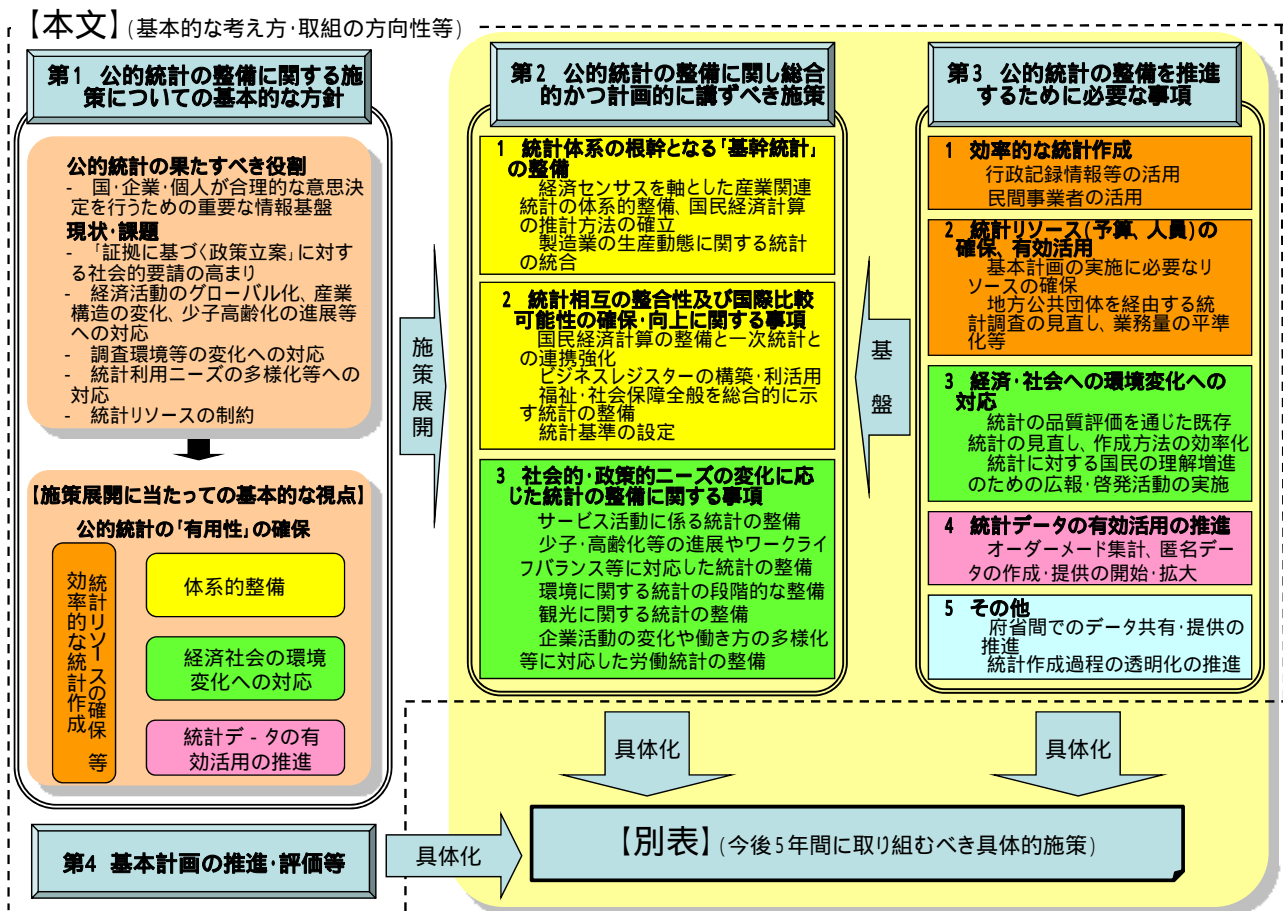 【本文】(基本的な考え方・取組の方向性等)
第1 公的統計の整備に関する施
策についての基本的な方針
公的統計の果たすべき役割
- 国・企業・個人が合理的な意思決
定を行うための重要な情報基盤
現状・課題
- 「証拠に基づく政策立案」に対す
る社会的要請の高まり
- 経済活動のグローバル化、産業
構造の変化、少子高齢化の進展等
への対応
- 調査環境等の変化への対応
- 統計利用ニーズの多様化等への
対応
- 統計リソースの制約
【施策展開に当たっての基本的な視点】
公的統計の「有用性」の確保
統計リソースの確保 等
効率的な統計作成
体系的整備
経済社会の環境
変化への対応
統計デ‐タの有
効活用の推進
施策展開
第2 公的統計の整備に関し総合
的かつ計画的に講ずべき施策
1 統計体系の根幹となる「基幹統計」
の整備
経済センサスを軸とした産業関連
統計の体系的整備、国民経済計算
の推計方法の確立
製造業の生産動態に関する統計
の統合
2 統計相互の整合性及び国際比較
可能性の確保・向上に関する事項
国民経済計算の整備と一次統計と
の連携強化
ビジネスレジスターの構築・利活用
福祉・社会保障全般を総合的に示
す統計の整備
統計基準の設定
3 社会的・政策的ニーズの変化に応
じた統計の整備に関する事項
サービス活動に係る統計の整備
少子・高齢化等の進展やワークライ
フバランス等に対応した統計の整備
環境に関する統計の段階的な整備
観光に関する統計の整備
企業活動の変化や働き方の多様化
等に対応した労働統計の整備
基盤
第3 公的統計の整備を推進
するために必要な事項
1 効率的な統計作成
行政記録情報等の活用
民間事業者の活用
2 統計リソース(予算、人員)の
確保、有効活用
基本計画の実施に必要なリ
ソースの確保
地方公共団体を経由する統
計調査の見直し、業務量の平準
化等
3 経済・社会への環境変化への
対応
統計の品質評価を通じた既存
統計の見直し、作成方法の効率化
統計に対する国民の理解増進
のための広報・啓発活動の実施
4 統計データの有効活用の推進
オーダーメード集計、匿名デー
タの作成・提供の開始・拡大
5 その他
府省間でのデータ共有・提供の
推進
統計作成過程の透明化の推進
具体化
具体化
第4 基本計画の推進・評価等
具体化
【別表】(今後5年間に取り組むべき具体的施策)